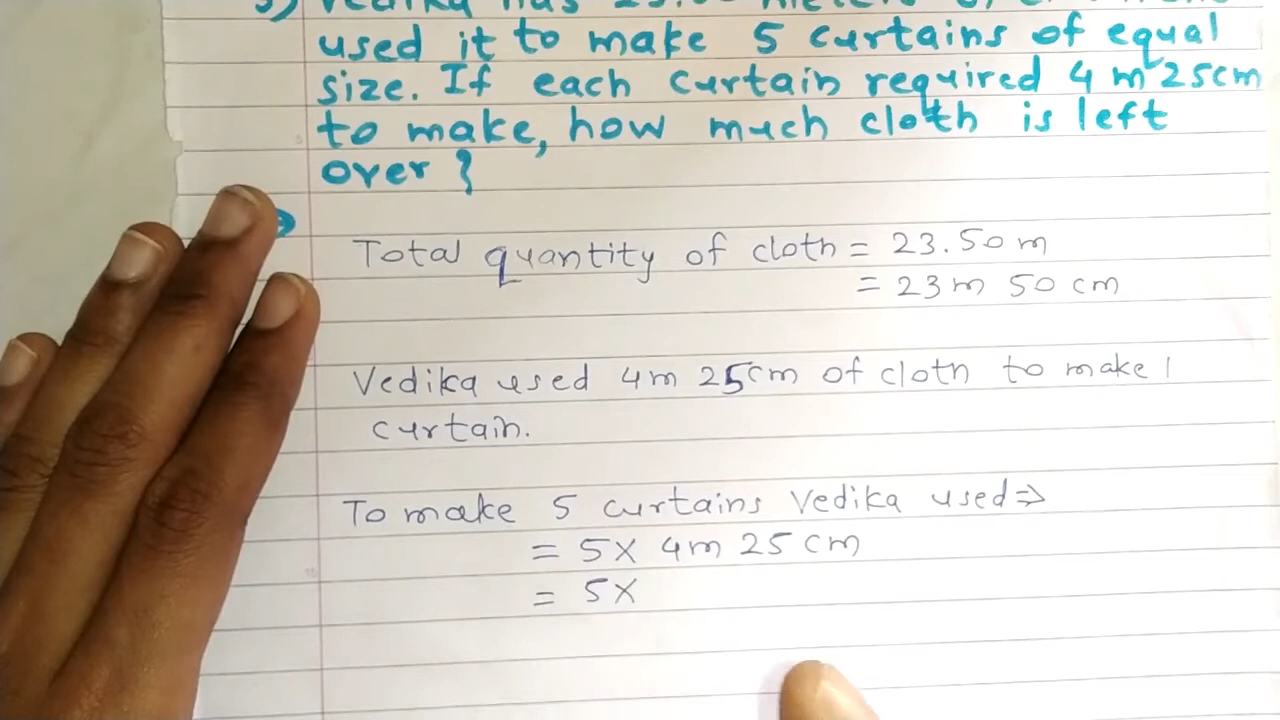 used it to make 5 curtains of equal
size. If each curtain required 4 m 25cm
to make, how much cloth is left
over ?
Total quantity of cloth = 23.50 m
= 23 m 50 cm
Vedika used 4m 25cm of cloth to make 1
curtain.
To make 5 curtains Vedika used ⇒
= 5 X 4m 25 cm
= 5 X